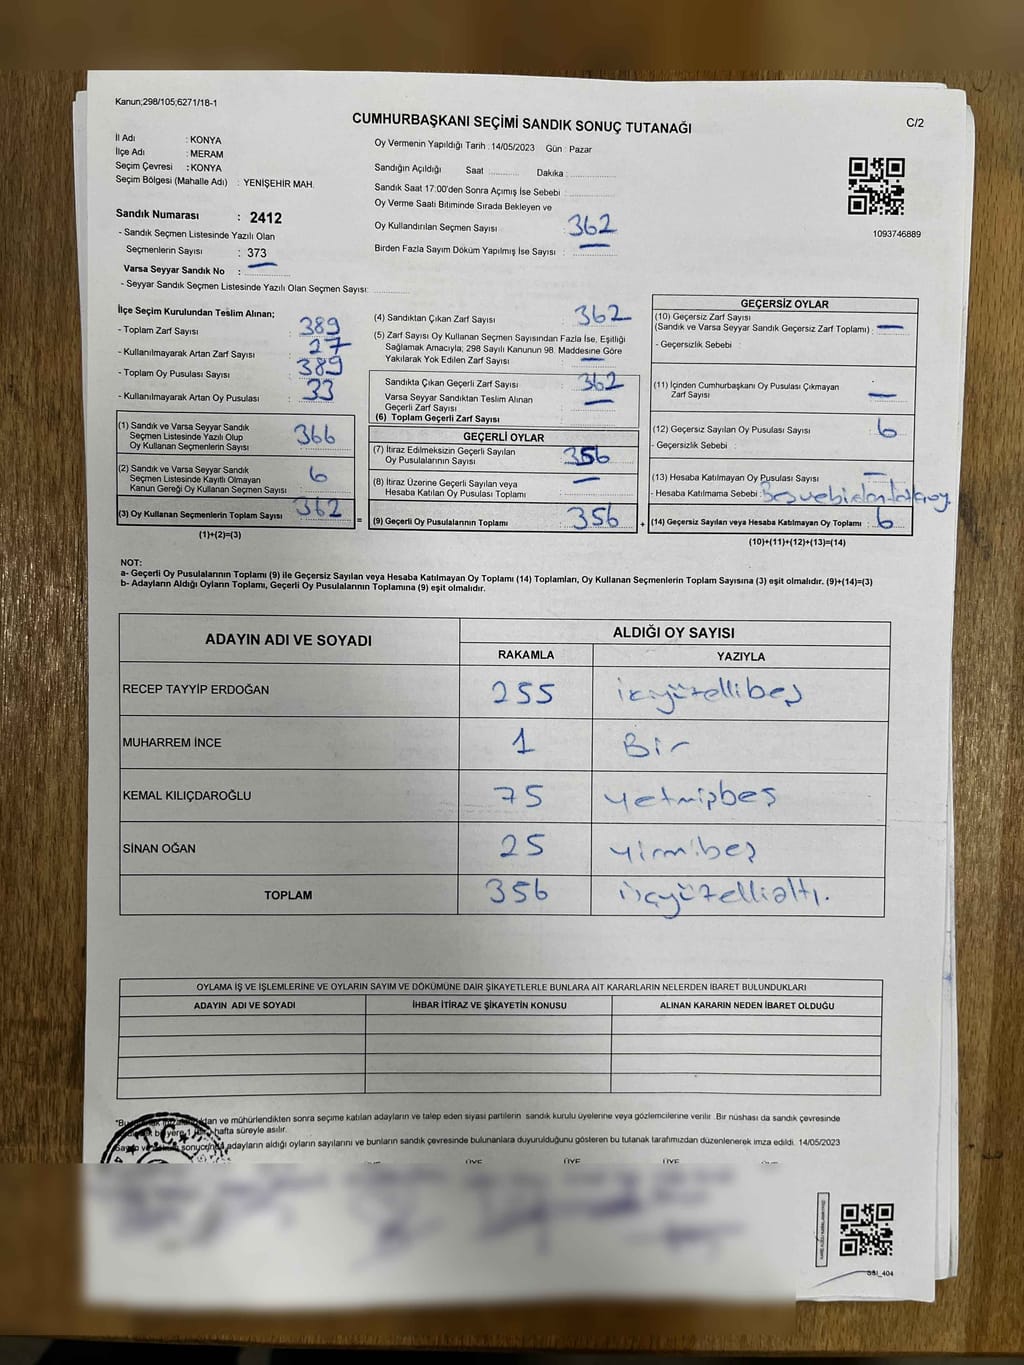 Kanun;298/105;6271/18-1
CUMHURBAŞKANI SEÇİMİ SANDIK SONUÇ TUTANAĞI
C/2
İl Adı : KONYA
İlçe Adı : MERAM
Seçim Çevresi : KONYA
Seçim Bölgesi (Mahalle Adı) : YENİŞEHİR MAH.
Sandık Numarası : 2412
- Sandık Seçmen Listesinde Yazılı Olan
Seçmenlerin Sayısı : 373
Varsa Seyyar Sandık No :
- Seyyar Sandık Seçmen Listesinde Yazılı Olan Seçmen Sayısı:
Oy Vermenin Yapıldığı Tarih : 14/05/2023 Gün : Pazar
Sandığın Açıldığı Saat Dakika :
Sandık Saat 17:00'den Sonra Açımış İse Sebebi :
Oy Verme Saati Bitiminde Sırada Bekleyen ve
Oy Kullandırılan Seçmen Sayısı : 362
Birden Fazla Sayım Döküm Yapılmış İse Sayısı :
1093746889
İlçe Seçim Kurulundan Teslim Alınan;
- Toplam Zarf Sayısı : 389
- Kullanılmayarak Artan Zarf Sayısı : 27
- Toplam Oy Pusulası Sayısı : 389
- Kullanılmayarak Artan Oy Pusulası : 33
(1) Sandık ve Varsa Seyyar Sandık
Seçmen Listesinde Yazılı Olup
Oy Kullanan Seçmenlerin Sayısı : 366
(2) Sandık ve Varsa Seyyar Sandık
Seçmen Listesinde Kayıtlı Olmayan
Kanun Gereği Oy Kullanan Seçmen Sayısı : 6
(3) Oy Kullanan Seçmenlerin Toplam Sayısı : 362
(1)+(2)=(3)
(4) Sandıktan Çıkan Zarf Sayısı : 362
(5) Zarf Sayısı Oy Kullanan Seçmen Sayısından Fazla İse, Eşitliği
Sağlamak Amacıyla; 298 Sayılı Kanunun 98. Maddesine Göre
Yakılarak Yok Edilen Zarf Sayısı : —
Sandıkta Çıkan Geçerli Zarf Sayısı : 362
Varsa Seyyar Sandıktan Teslim Alınan
Geçerli Zarf Sayısı : —
(6) Toplam Geçerli Zarf Sayısı
GEÇERLİ OYLAR
(7) İtiraz Edilmeksizin Geçerli Sayılan
Oy Pusulalarının Sayısı : 356
(8) İtiraz Üzerine Geçerli Sayılan veya
Hesaba Katılan Oy Pusulası Toplamı : —
= (9) Geçerli Oy Pusulalarının Toplamı : 356
GEÇERSİZ OYLAR
(10) Geçersiz Zarf Sayısı
(Sandık ve Varsa Seyyar Sandık Geçersiz Zarf Toplamı) : —
- Geçersizlik Sebebi :
(11) İçinden Cumhurbaşkanı Oy Pusulası Çıkmayan
Zarf Sayısı : —
(12) Geçersiz Sayılan Oy Pusulası Sayısı : 6
- Geçersizlik Sebebi :
(13) Hesaba Katılmayan Oy Pusulası Sayısı : —
- Hesaba Katılmama Sebebi :
+ (14) Geçersiz Sayılan veya Hesaba Katılmayan Oy Toplamı : 6
(10)+(11)+(12)+(13)=(14)
NOT:
a- Geçerli Oy Pusulalarının Toplamı (9) ile Geçersiz Sayılan veya Hesaba Katılmayan Oy Toplamı (14) Toplamları, Oy Kullanan Seçmenlerin Toplam Sayısına (3) eşit olmalıdır. (9)+(14)=(3)
b- Adayların Aldığı Oyların Toplamı, Geçerli Oy Pusulalarının Toplamına (9) eşit olmalıdır.
ADAYIN ADI VE SOYADI
ALDIĞI OY SAYISI
RAKAMLA YAZIYLA
RECEP TAYYİP ERDOĞAN 255 ikiyüzellibeş
MUHARREM İNCE 1 Bir
KEMAL KILIÇDAROĞLU 75 yetmişbeş
SİNAN OĞAN 25 yirmibeş
TOPLAM 356 üçyüzellialtı.
OYLAMA İŞ VE İŞLEMLERİNE VE OYLARIN SAYIM VE DÖKÜMÜNE DAİR ŞİKAYETLERLE BUNLARA AİT KARARLARIN NELERDEN İBARET BULUNDUKLARI
ADAYIN ADI VE SOYADI İHBAR İTİRAZ VE ŞİKAYETİN KONUSU ALINAN KARARIN NEDEN İBARET OLDUĞU
ve mühürlendikten sonra seçime katılan adayların ve talep eden siyasi partilerin sandık kurulu üyelerine veya gözlemcilerine verilir. Bir nüshası da sandık çevresinde
hafta süreyle asılır.
adayların aldığı oyların sayılarını ve bunların sandık çevresinde bulunanlara duyurulduğunu gösteren bu tutanak tarafımızdan düzenlenerek imza edildi. 14/05/2023
T.C.
ÜYE ÜYE ÜYE ÜYE ÜYE
SSİ_404